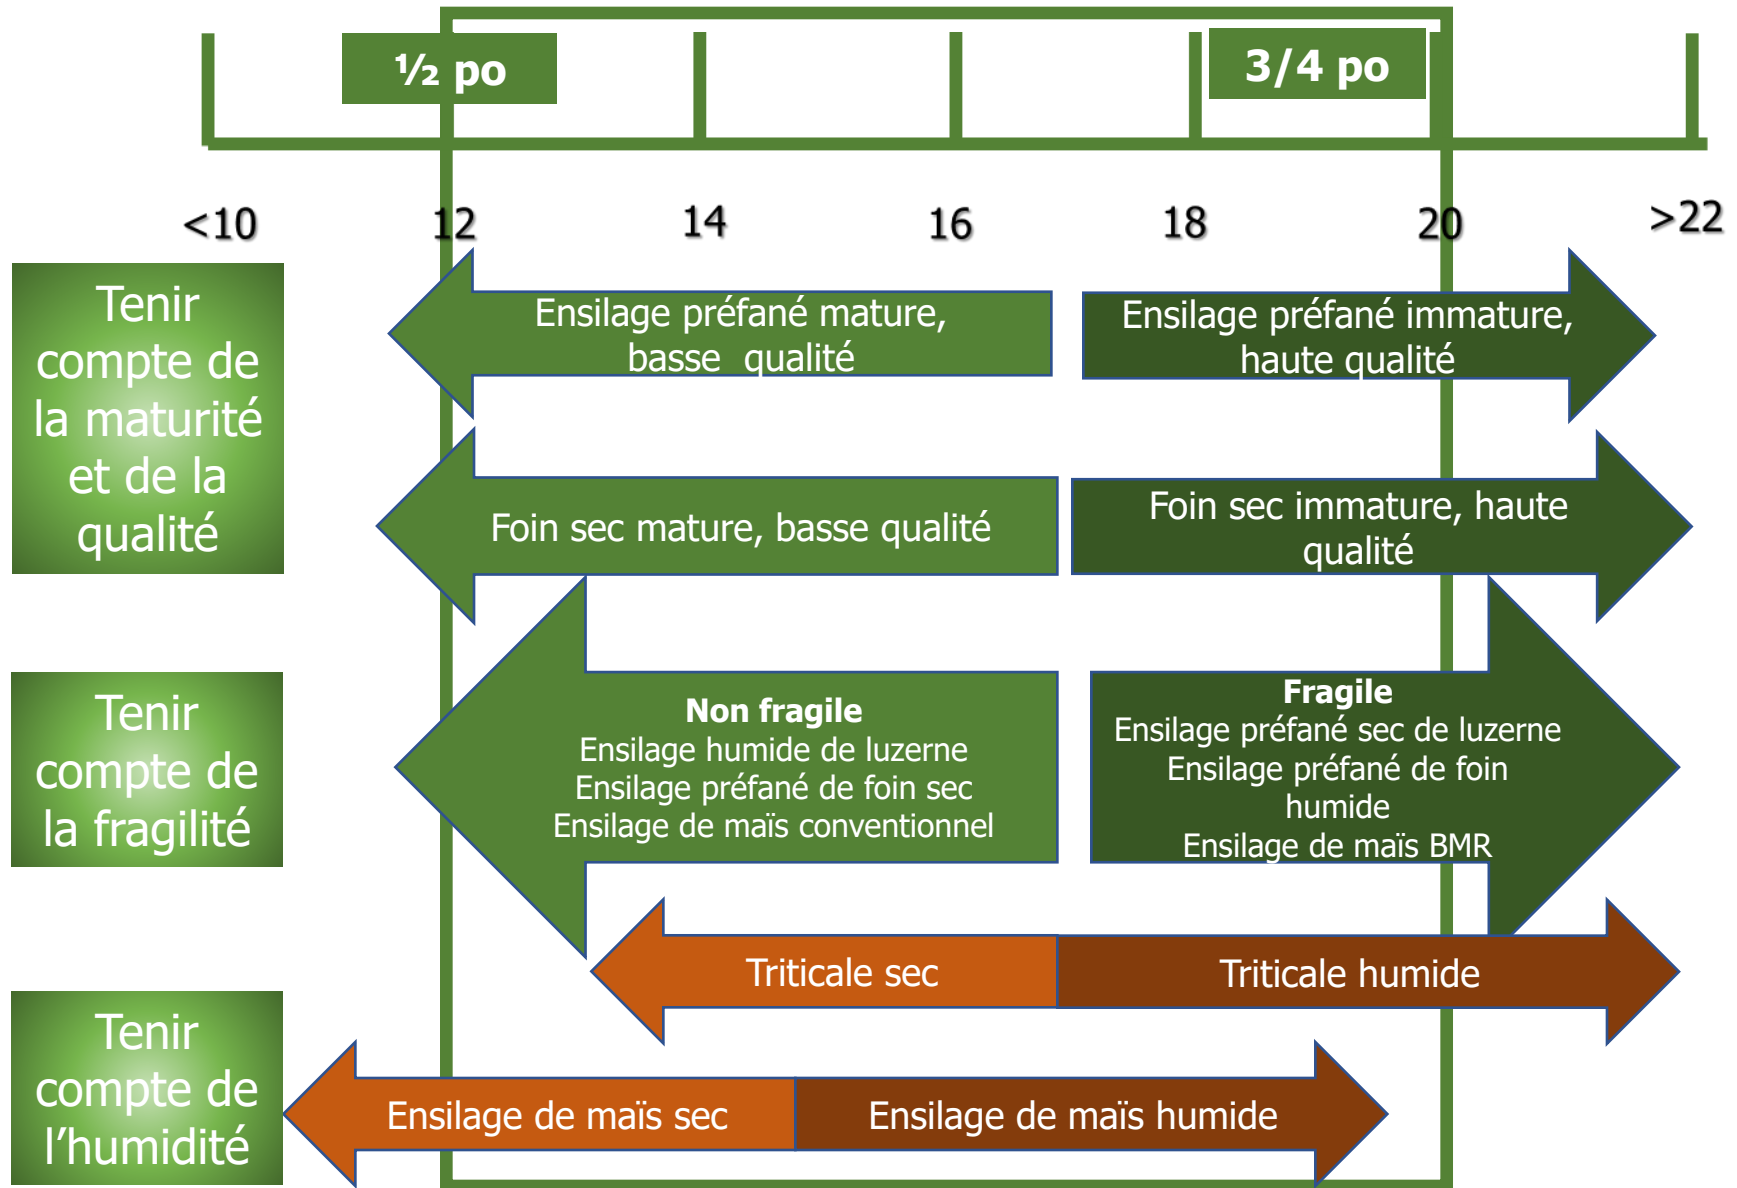 ½ po
3/4 po
<10
12
14
16
18
20
>22
Tenir
compte de
la maturité
et de la
qualité
Ensilage préfané mature,
basse qualité
Ensilage préfané immature,
haute qualité
Foin sec mature, basse qualité
Foin sec immature, haute
qualité
Tenir
compte de
la fragilité
Non fragile
Ensilage humide de luzerne
Ensilage préfané de foin sec
Ensilage de maïs conventionnel
Fragile
Ensilage préfané sec de luzerne
Ensilage préfané de foin
humide
Ensilage de maïs BMR
Triticale sec
Triticale humide
Tenir
compte de
l’humidité
Ensilage de maïs sec
Ensilage de maïs humide